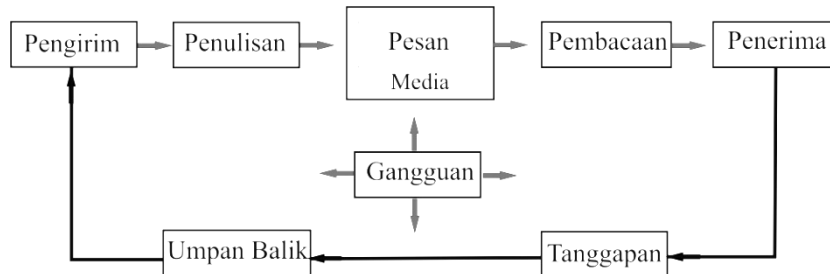 Pengirim
Penulisan
Pesan
Media
Pembacaan
Penerima
Gangguan
Umpan Balik
Tanggapan